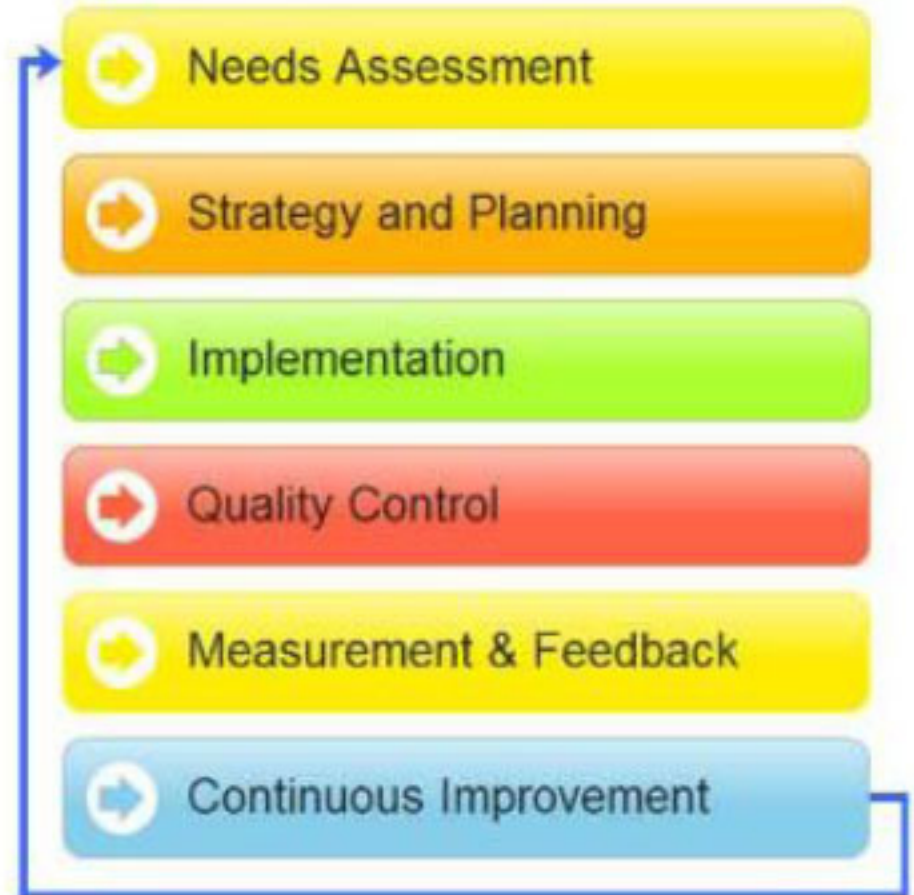 Needs Assessment
Strategy and Planning
Implementation
Quality Control
Measurement & Feedback
Continuous Improvement